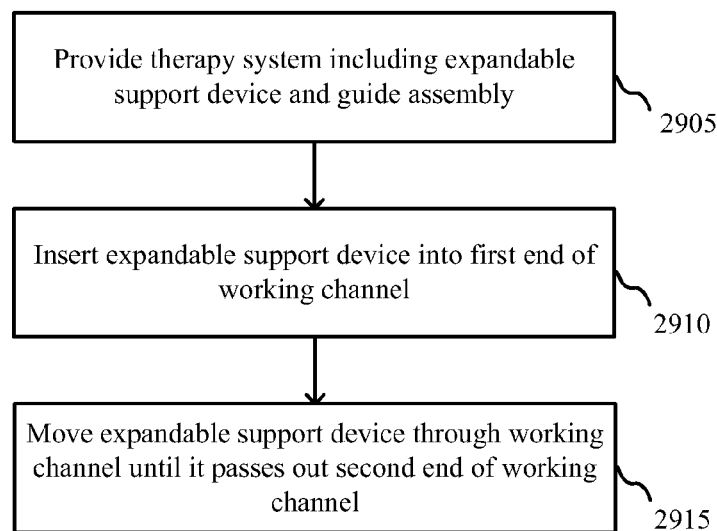 Provide therapy system including expandable
support device and guide assembly
2905
Insert expandable support device into first end of
working channel
2910
Move expandable support device through working
channel until it passes out second end of working
channel
2915